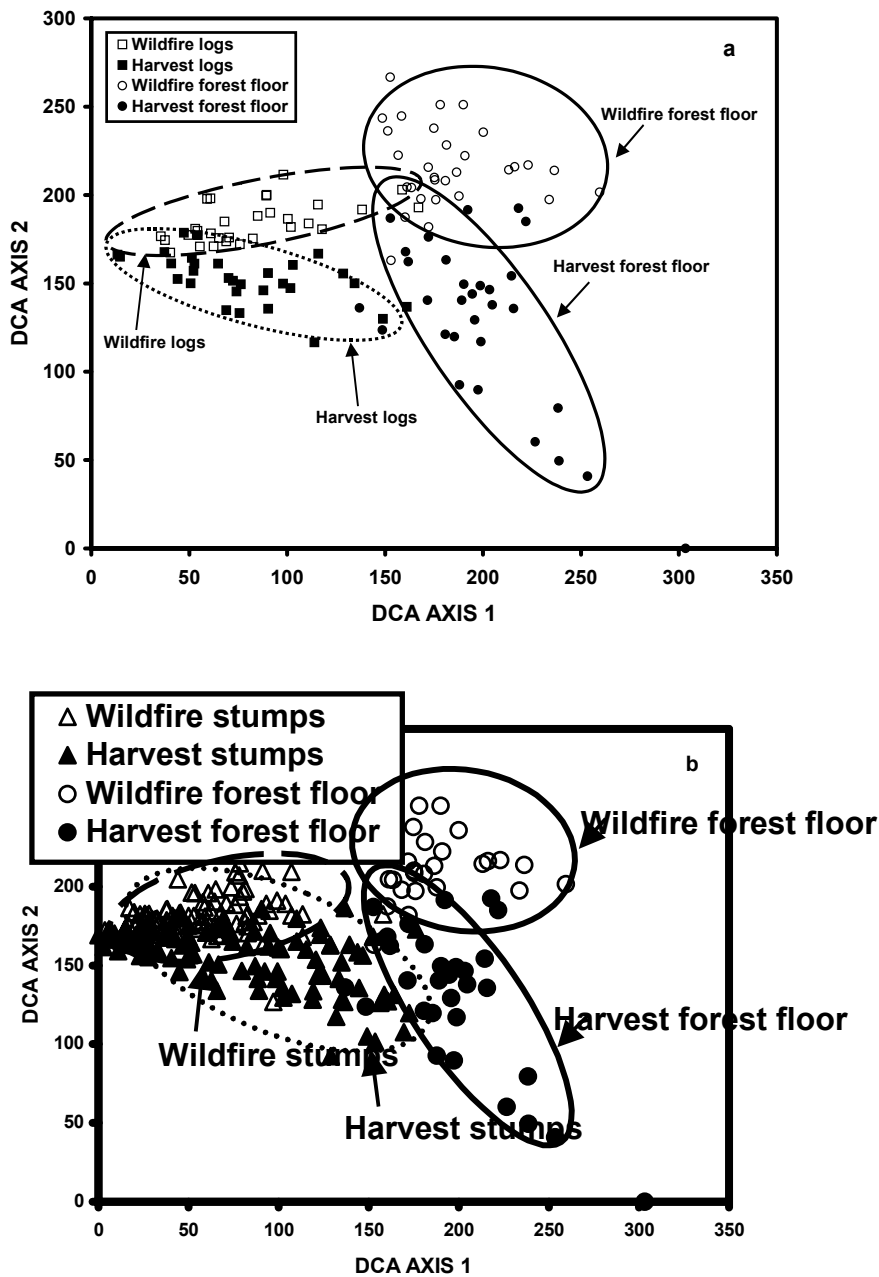 300
250
200
150
100
50
0
DCA AXIS 2
Wildfire logs
Harvest logs
Wildfire forest floor
Harvest forest floor
a
Wildfire forest floor
Harvest forest floor
Wildfire logs
Harvest logs
0 50 100 150 200 250 300 350
DCA AXIS 1
Wildfire stumps
Harvest stumps
Wildfire forest floor
Harvest forest floor
b
Wildfire forest floor
Harvest forest floor
Wildfire stumps
Harvest stumps
200
150
100
50
0
DCA AXIS 2
0 50 100 150 200 250 300 350
DCA AXIS 1